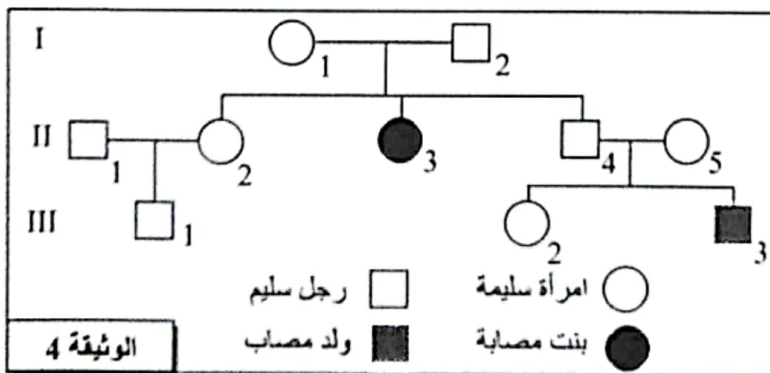 I
1 2
II
1 2 3 4 5
III
1 2 3
امرأة سليمة رجل سليم
بنت مصابة ولد مصاب
الوثيقة 4